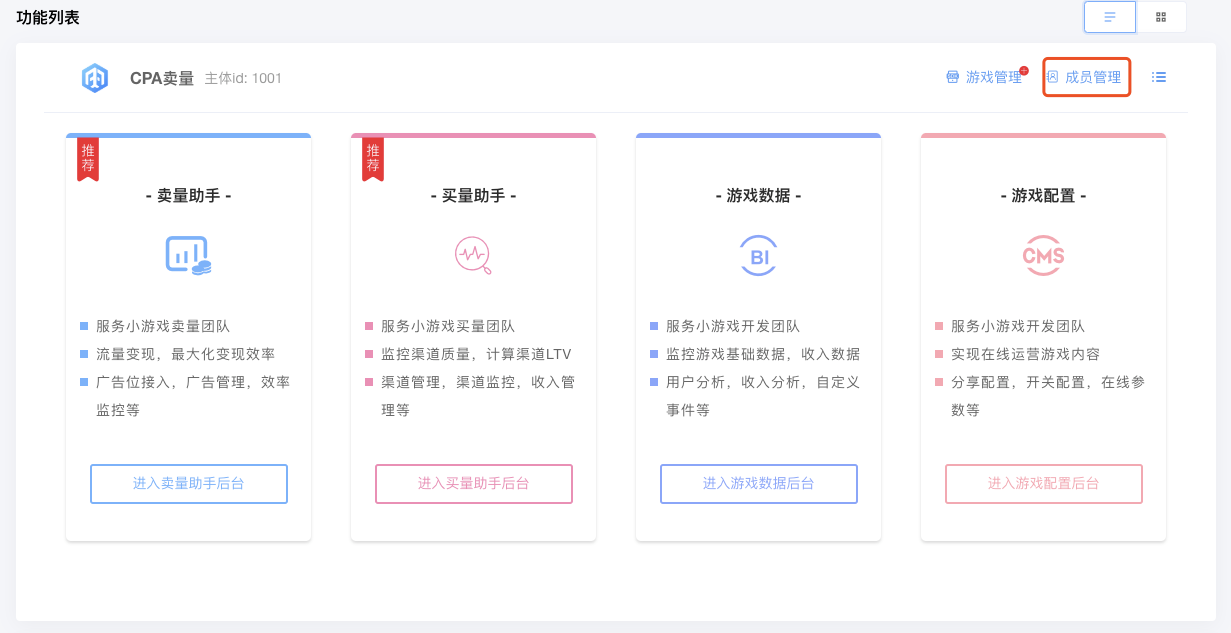 功能列表
CPA卖量 主体id: 1001
游戏管理 成员管理
推荐
- 卖量助手 -
服务小游戏卖量团队
流量变现，最大化变现效率
广告位接入，广告管理，效率
监控等
进入卖量助手后台
推荐
- 买量助手 -
服务小游戏买量团队
监控渠道质量，计算渠道LTV
渠道管理，渠道监控，收入管
理等
进入买量助手后台
- 游戏数据 -
BI
服务小游戏开发团队
监控游戏基础数据，收入数据
用户分析，收入分析，自定义
事件等
进入游戏数据后台
- 游戏配置 -
CMS
服务小游戏开发团队
实现在线运营游戏内容
分享配置，开关配置，在线参
数等
进入游戏配置后台